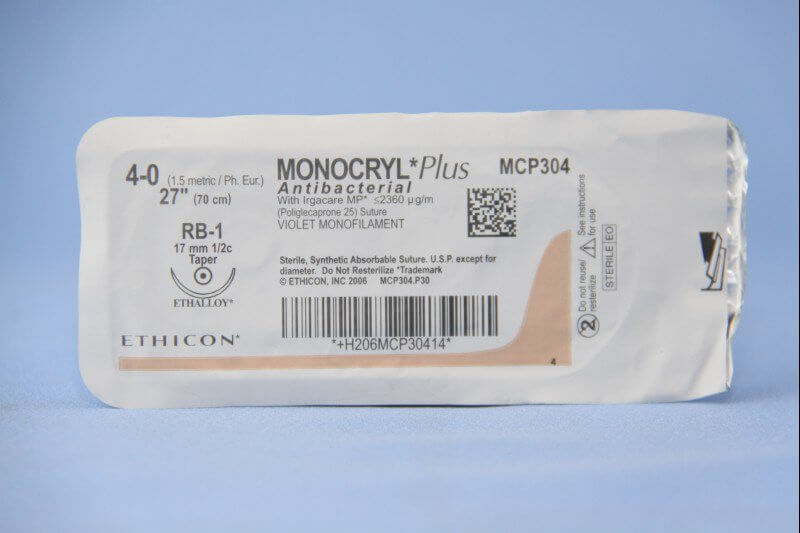 4-0 (1.5 metric / Ph. Eur.)
27" (70 cm)
RB-1
17 mm 1/2c
Taper
ETHALLOY*
ETHICON*
MONOCRYL*Plus MCP304
Antibacterial
With Irgacare MP* ≤2360 µg/m
(Poliglecaprone 25) Suture
VIOLET MONOFILAMENT
Sterile, Synthetic Absorbable Suture. U.S.P. except for
diameter. Do Not Resterilize *Trademark
© ETHICON, INC 2006 MCP304.P30
*+H206MCP30414*
4
2 Do not reuse/
resterilize
See instructions
for use
STERILE EO